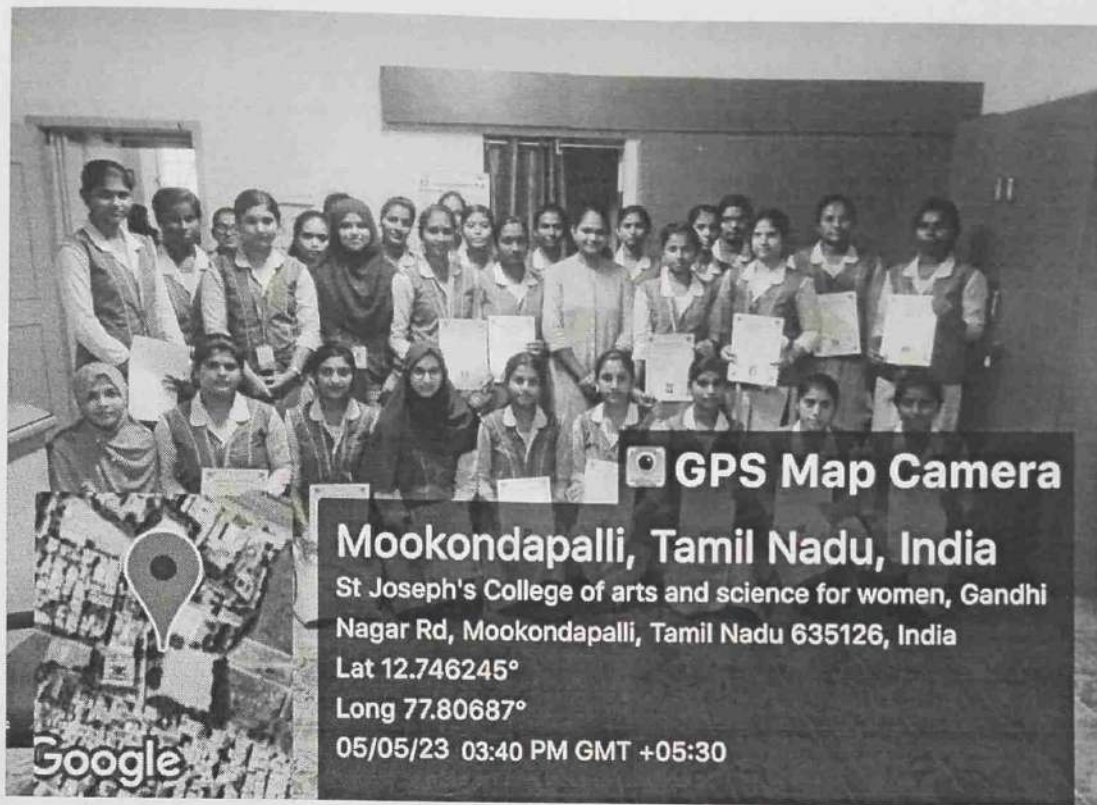 GPS Map Camera
Mookondapalli, Tamil Nadu, India
St Joseph's College of arts and science for women, Gandhi
Nagar Rd, Mookondapalli, Tamil Nadu 635126, India
Lat 12.746245°
Long 77.80687°
05/05/23 03:40 PM GMT +05:30
Google